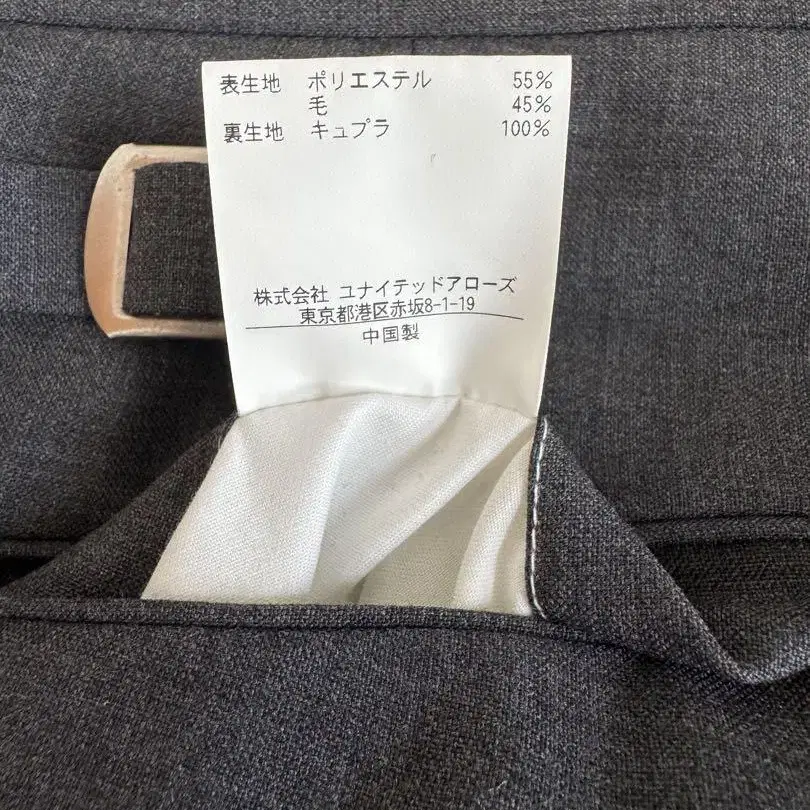 表生地 ポリエステル 55%
毛 45%
裏生地 キュプラ 100%
株式会社 ユナイテッドアローズ
東京都港区赤坂8-1-19
中国製